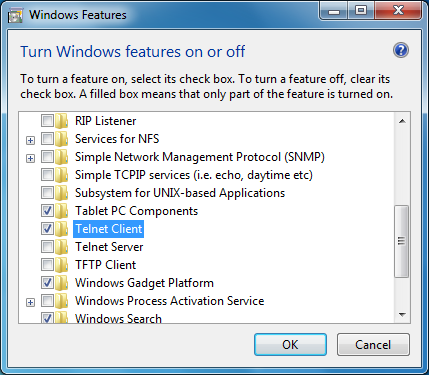 Windows Features
Turn Windows features on or off
To turn a feature on, select its check box. To turn a feature off, clear its
check box. A filled box means that only part of the feature is turned on.
RIP Listener
Services for NFS
Simple Network Management Protocol (SNMP)
Simple TCPIP services (i.e. echo, daytime etc)
Subsystem for UNIX-based Applications
Tablet PC Components
Telnet Client
Telnet Server
TFTP Client
Windows Gadget Platform
Windows Process Activation Service
Windows Search
OK
Cancel